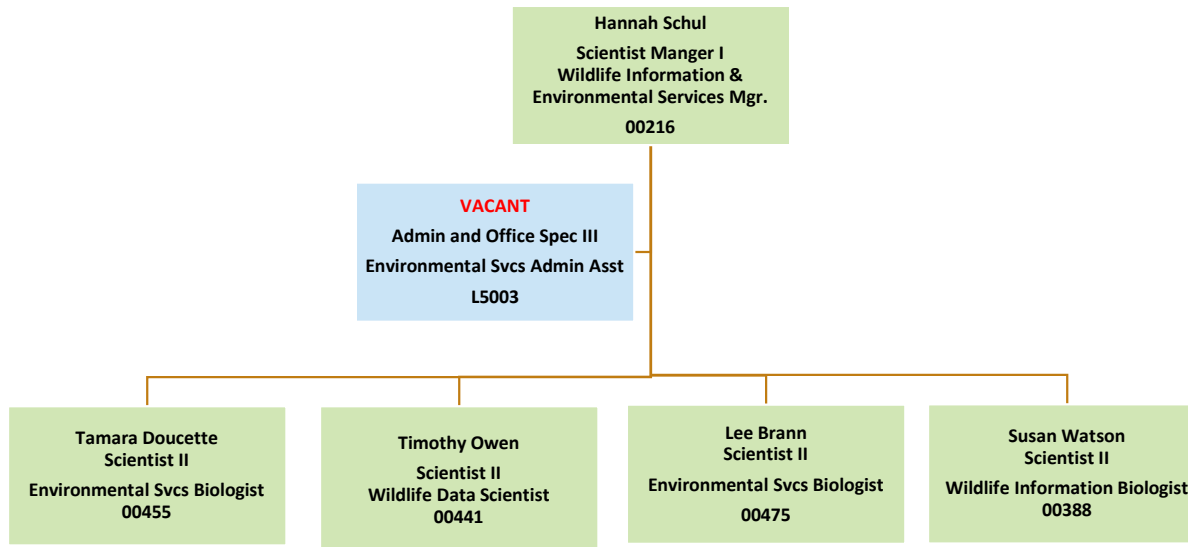 Hannah Schul
Scientist Manger I
Wildlife Information &
Environmental Services Mgr.
00216
VACANT
Admin and Office Spec III
Environmental Svcs Admin Asst
L5003
Tamara Doucette
Scientist II
Environmental Svcs Biologist
00455
Timothy Owen
Scientist II
Wildlife Data Scientist
00441
Lee Brann
Scientist II
Environmental Svcs Biologist
00475
Susan Watson
Scientist II
Wildlife Information Biologist
00388